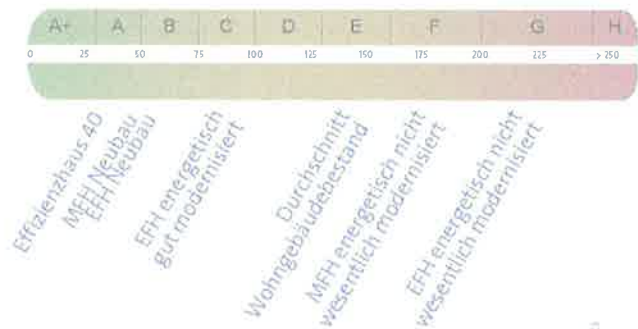 A+ A B C D E F G H
0 25 50 75 100 125 150 175 200 225 > 250
Effizienzhaus 40
MFH Neubau
EFH Neubau
EFH energetisch
gut modernisiert
Durchschnitt
Wohngebäudebestand
MFH energetisch nicht
wesentlich modernisiert
EFH energetisch nicht
wesentlich modernisiert